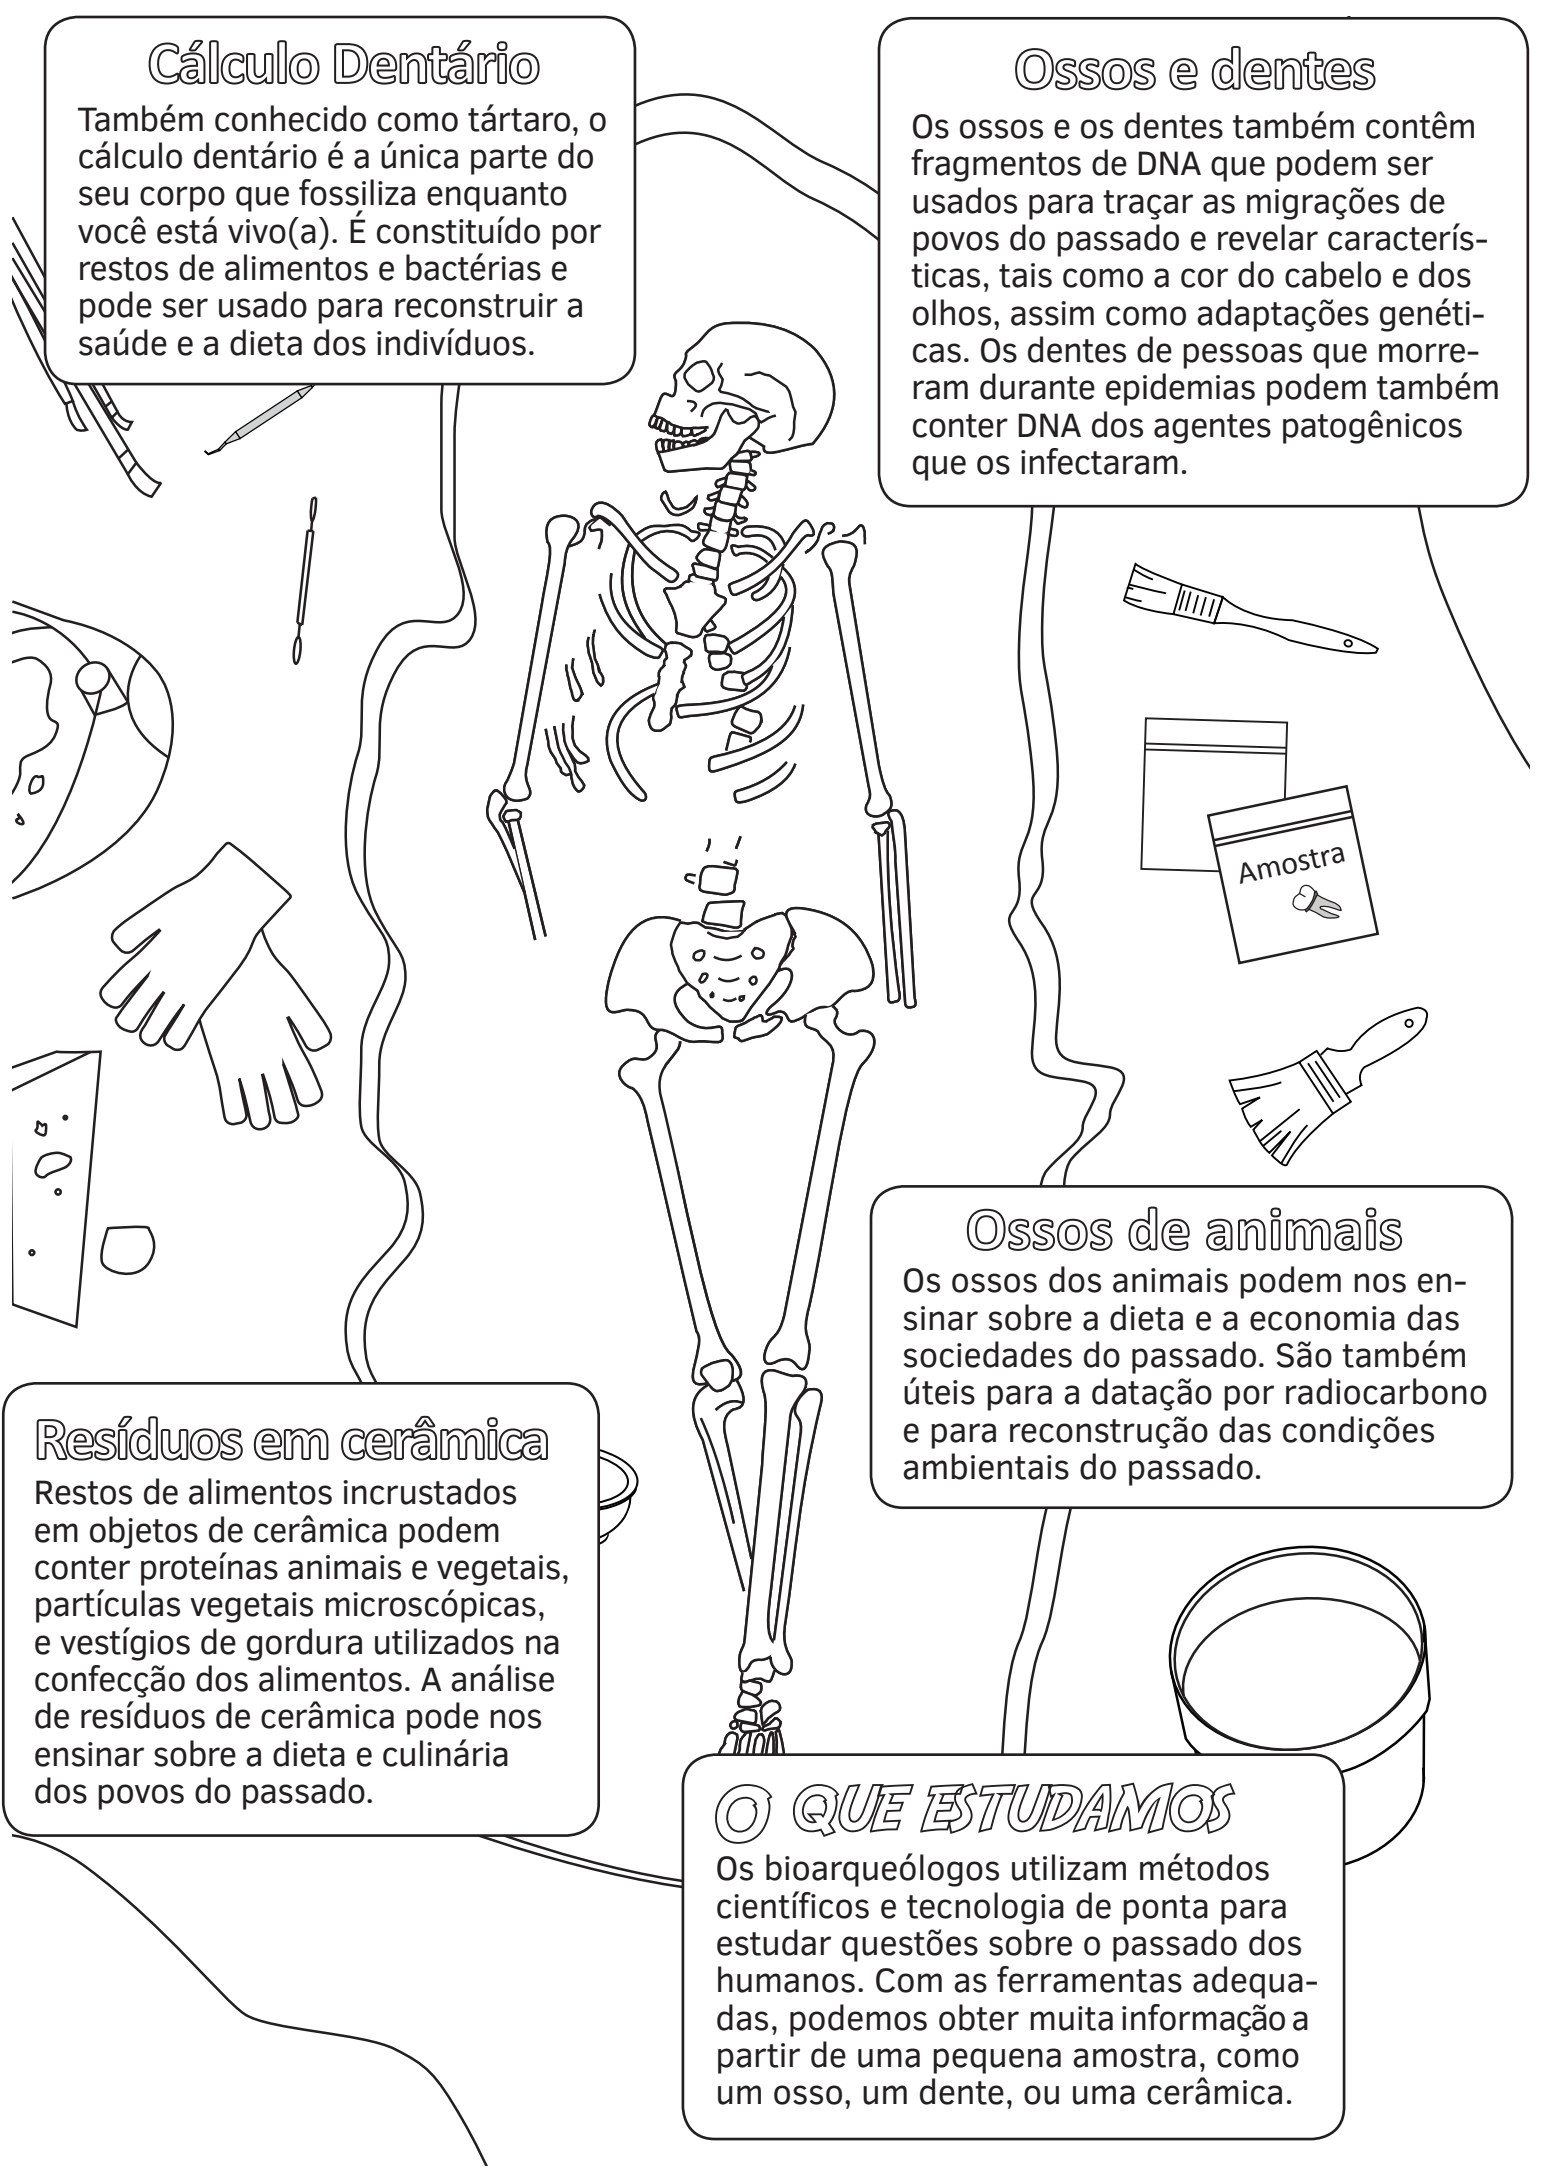 Cálculo Dentário
Também conhecido como tártaro, o
cálculo dentário é a única parte do
seu corpo que fossiliza enquanto
você está vivo(a). É constituído por
restos de alimentos e bactérias e
pode ser usado para reconstruir a
saúde e a dieta dos indivíduos.
Ossos e dentes
Os ossos e os dentes também contêm
fragmentos de DNA que podem ser
usados para traçar as migrações de
povos do passado e revelar caracterís-
ticas, tais como a cor do cabelo e dos
olhos, assim como adaptações genéti-
cas. Os dentes de pessoas que morre-
ram durante epidemias podem também
conter DNA dos agentes patogênicos
que os infectaram.
Amostra
Ossos de animais
Os ossos dos animais podem nos en-
sinar sobre a dieta e a economia das
sociedades do passado. São também
úteis para a datação por radiocarbono
e para reconstrução das condições
ambientais do passado.
Resíduos em cerâmica
Restos de alimentos incrustados
em objetos de cerâmica podem
conter proteínas animais e vegetais,
partículas vegetais microscópicas,
e vestígios de gordura utilizados na
confecção dos alimentos. A análise
de resíduos de cerâmica pode nos
ensinar sobre a dieta e culinária
dos povos do passado.
O QUE ESTUDAMOS
Os bioarqueólogos utilizam métodos
científicos e tecnologia de ponta para
estudar questões sobre o passado dos
humanos. Com as ferramentas adequa-
das, podemos obter muita informação a
partir de uma pequena amostra, como
um osso, um dente, ou uma cerâmica.